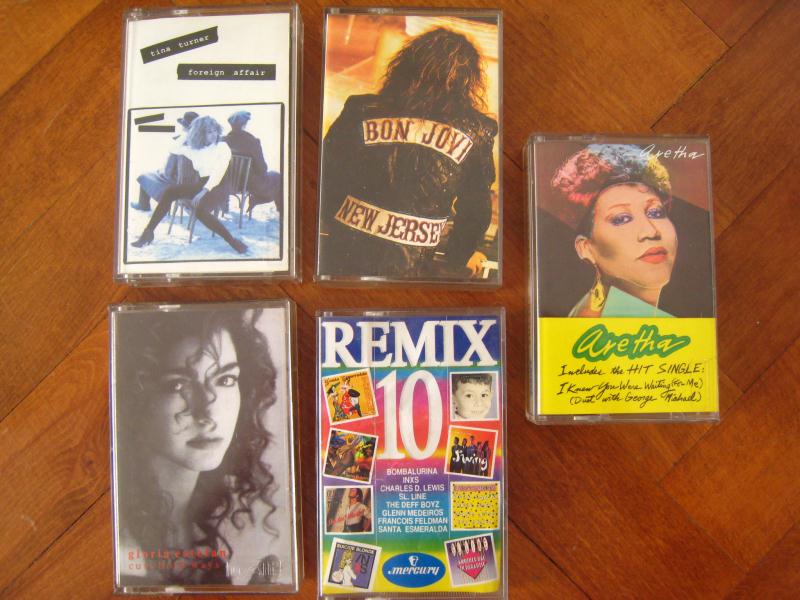 tina turner
foreign affair
BON JOVI
NEW JERSEY
aretha
aretha
Includes the HIT SINGLE:
I Knew You Were Waiting (For Me)
(Duet with George Michael)
gloria estefan
cuts both ways
REMIX
10
BOMBALURINA
INXS
CHARLES D. LEWIS
SL. LINE
THE DEFF BOYZ
GLENN MEDEIROS
FRANCOIS FELDMAN
SANTA ESMERALDA
SUICIDE BLONDE
mercury